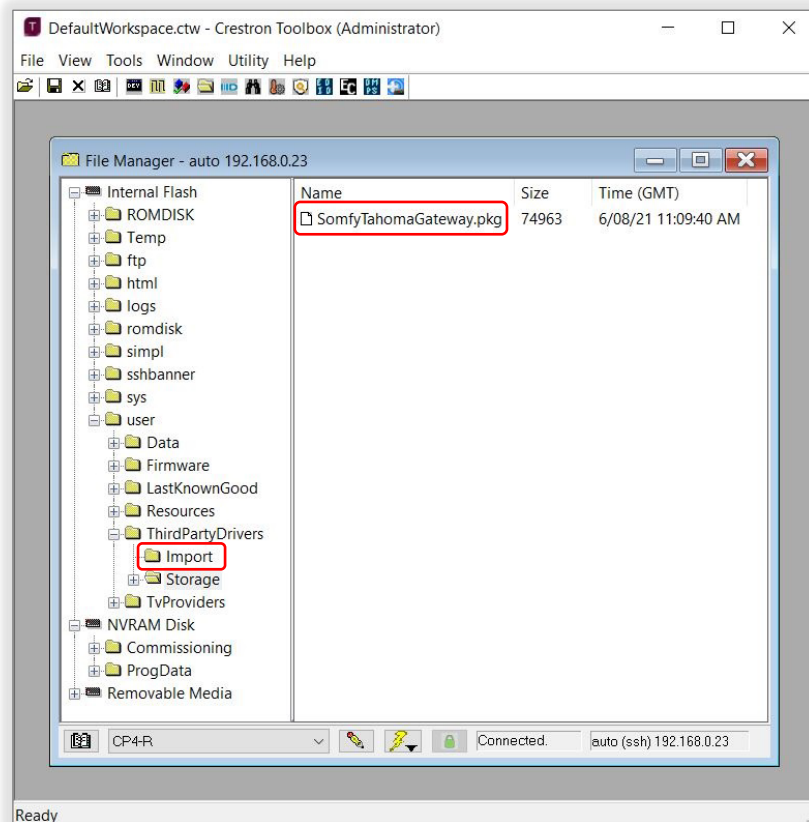 DefaultWorkspace.ctw - Crestron Toolbox (Administrator)
File View Tools Window Utility Help
File Manager - auto 192.168.0.23
Internal Flash
ROMDISK
Temp
ftp
html
logs
romdisk
simpl
sshbanner
sys
user
Data
Firmware
LastKnownGood
Resources
ThirdPartyDrivers
Import
Storage
TvProviders
NVRAM Disk
Commissioning
ProgData
Removable Media
Name Size Time (GMT)
SomfyTahomaGateway.pkg 74963 6/08/21 11:09:40 AM
CP4-R Connected. auto (ssh) 192.168.0.23
Ready